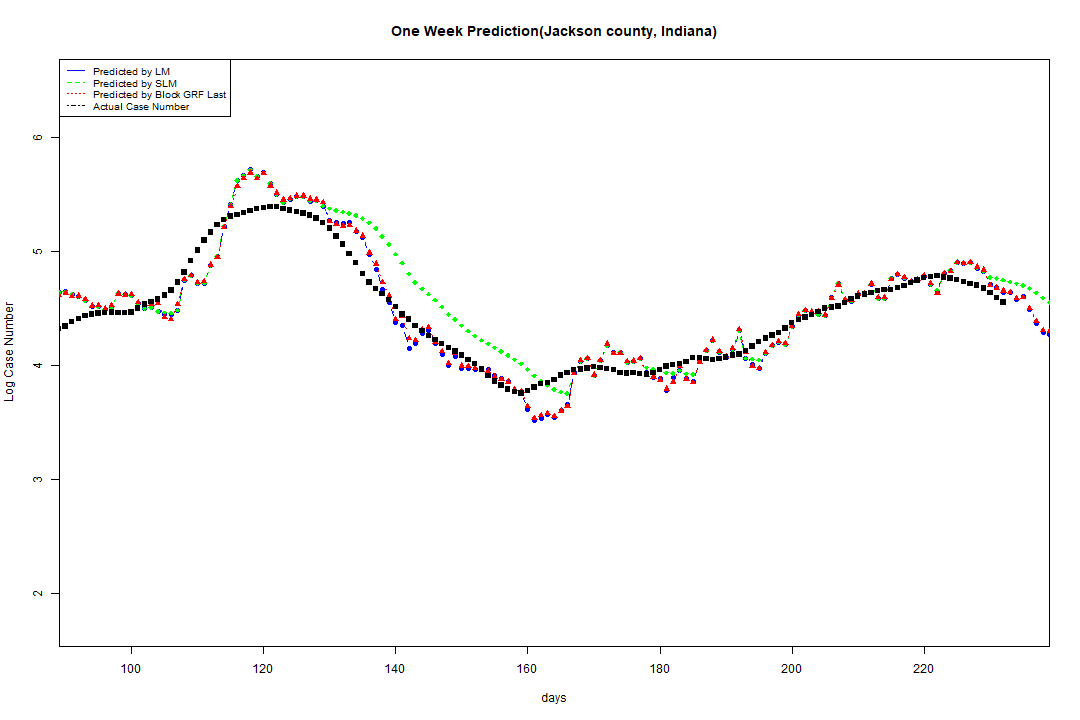 One Week Prediction(Jackson county, Indiana)
Predicted by LM
Predicted by SLM
Predicted by Block GRF Last
Actual Case Number
6
5
4
3
2
Log Case Number
100 120 140 160 180 200 220
days